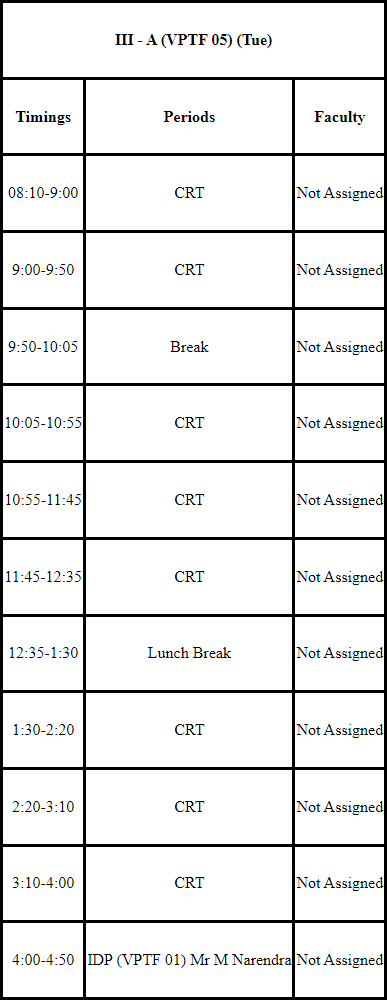 III - A (VPTF 05) (Tue)
Timings Periods Faculty
08:10-9:00 CRT Not Assigned
9:00-9:50 CRT Not Assigned
9:50-10:05 Break Not Assigned
10:05-10:55 CRT Not Assigned
10:55-11:45 CRT Not Assigned
11:45-12:35 CRT Not Assigned
12:35-1:30 Lunch Break Not Assigned
1:30-2:20 CRT Not Assigned
2:20-3:10 CRT Not Assigned
3:10-4:00 CRT Not Assigned
4:00-4:50 IDP (VPTF 01) Mr M Narendra Not Assigned